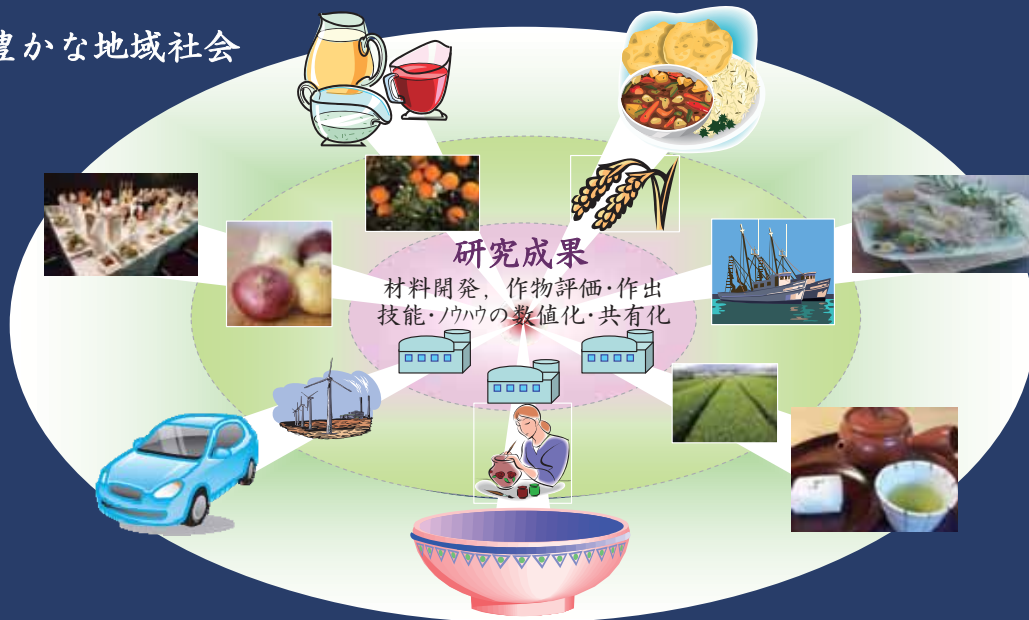 豊かな地域社会
研究成果
材料開発，作物評価・作出
技能・ノウハウの数値化・共有化